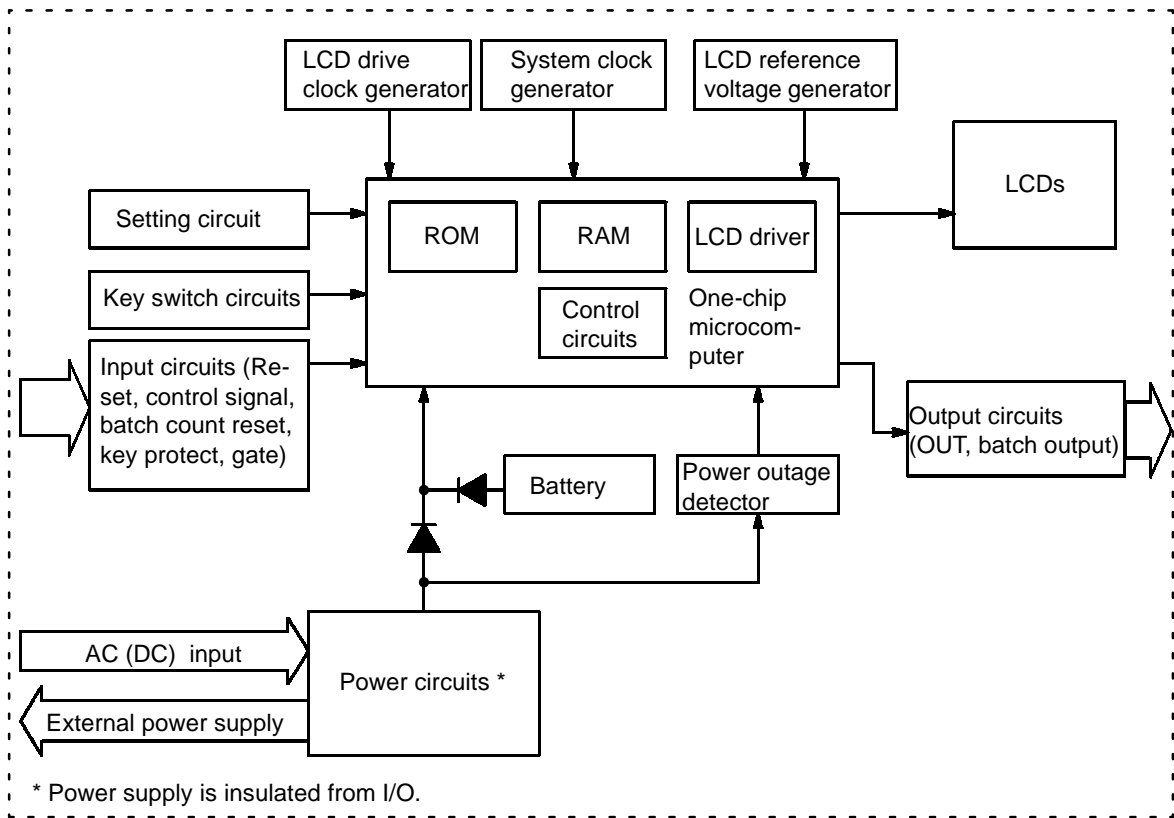 LCD drive
clock generator
System clock
generator
LCD reference
voltage generator
LCDs
Setting circuit
ROM
RAM
LCD driver
Key switch circuits
Control
circuits
One-chip
microcom-
puter
Input circuits (Re-
set, control signal,
batch count reset,
key protect, gate)
Output circuits
(OUT, batch output)
Battery
Power outage
detector
AC (DC) input
Power circuits *
External power supply
* Power supply is insulated from I/O.